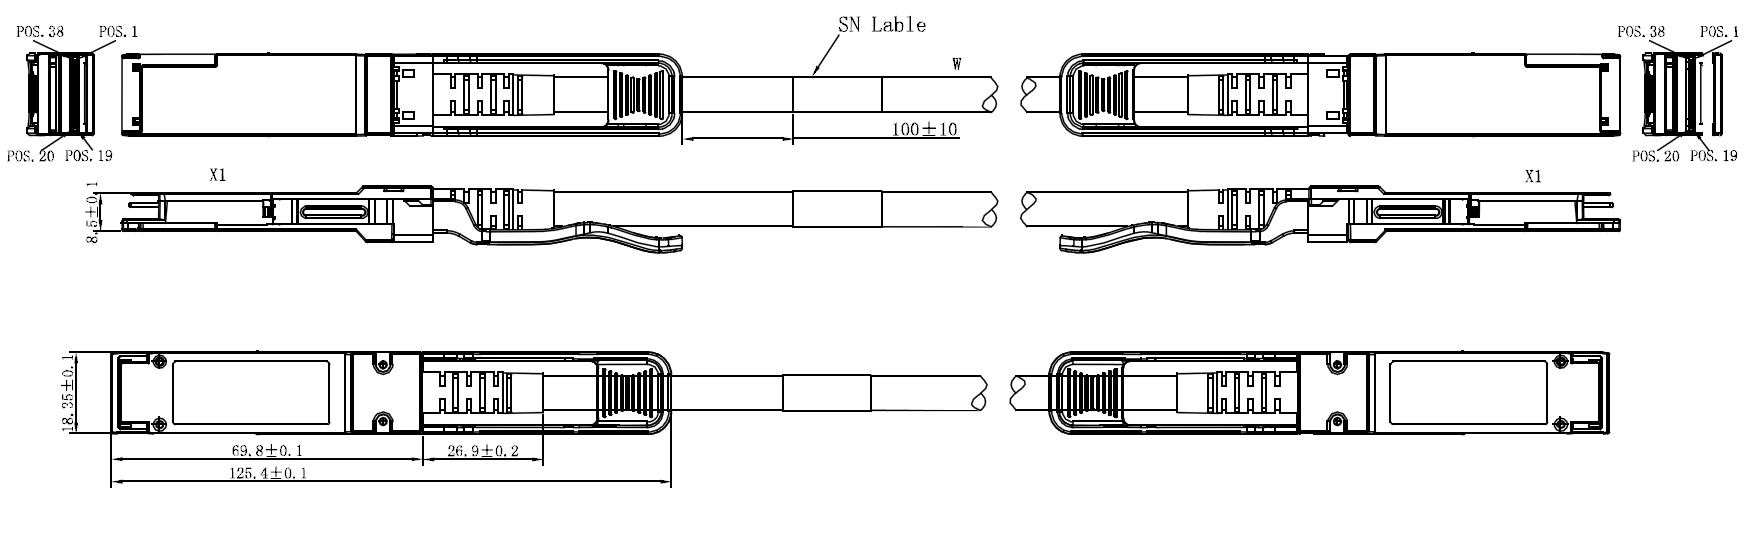 SN Lable
POS.38 POS.1
POS.38 POS.1
W
100±10
POS.20 POS.19
POS.20 POS.19
X1
X1
8.5±0.1
18.35±0.1
69.8±0.1
26.9±0.2
125.4±0.1